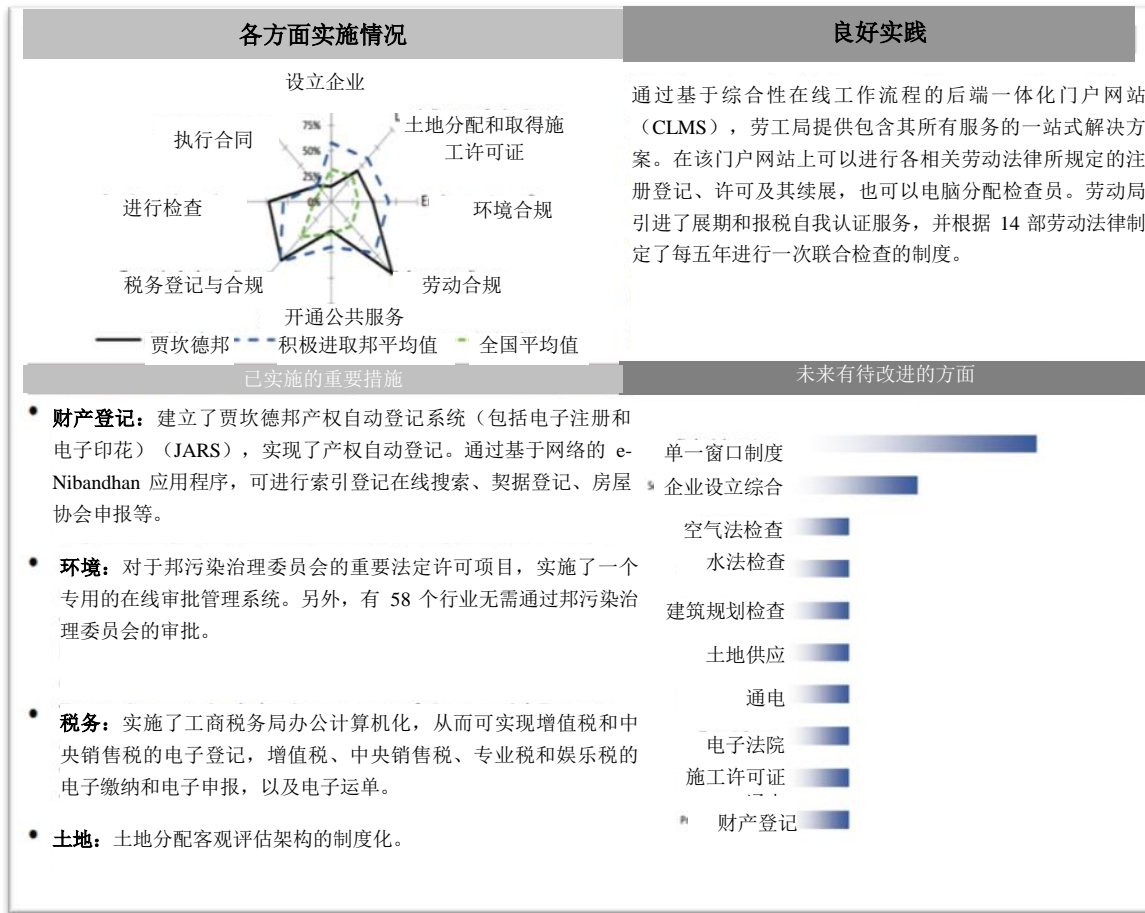 各方面实施情况
设立企业
75%
50%
25%
0%
土地分配和取得施
工许可证
执行合同
进行检查
环境合规
税务登记与合规
劳动合规
开通公共服务
贾坎德邦
积极进取邦平均值
全国平均值
良好实践
通过基于综合性在线工作流程的后端一体化门户网站
（CLMS），劳工局提供包含其所有服务的一站式解决方
案。在该门户网站上可以进行各相关劳动法律所规定的注
册登记、许可及其续展，也可以电脑分配检查员。劳动局
引进了展期和报税自我认证服务，并根据 14 部劳动法律制
定了每五年进行一次联合检查的制度。
已实施的重要措施
• 财产登记：建立了贾坎德邦产权自动登记系统（包括电子注册和
电子印花）（JARS），实现了产权自动登记。通过基于网络的 e-
Nibandhan 应用程序，可进行索引登记在线搜索、契据登记、房屋
协会申报等。
• 环境：对于邦污染治理委员会的重要法定许可项目，实施了一个
专用的在线审批管理系统。另外，有 58 个行业无需通过邦污染治
理委员会的审批。
• 税务：实施了工商税务局办公计算机化，从而可实现增值税和中
央销售税的电子登记，增值税、中央销售税、专业税和娱乐税的
电子缴纳和电子申报，以及电子运单。
• 土地：土地分配客观评估架构的制度化。
未来有待改进的方面
单一窗口制度
企业设立综合
空气法检查
水法检查
建筑规划检查
土地供应
通电
电子法院
施工许可证
财产登记